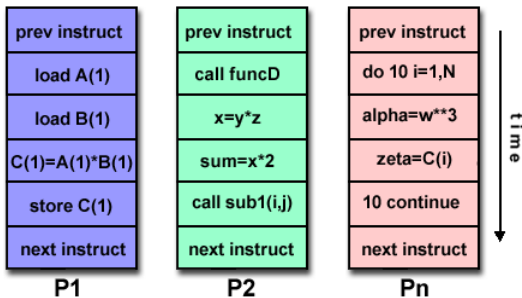 prev instruct
load A(1)
load B(1)
C(1)=A(1)*B(1)
store C(1)
next instruct
P1
prev instruct
call funcD
x=y*z
sum=x*2
call sub1(i,j)
next instruct
P2
prev instruct
do 10 i=1,N
alpha=w**3
zeta=C(i)
10 continue
next instruct
Pn
time